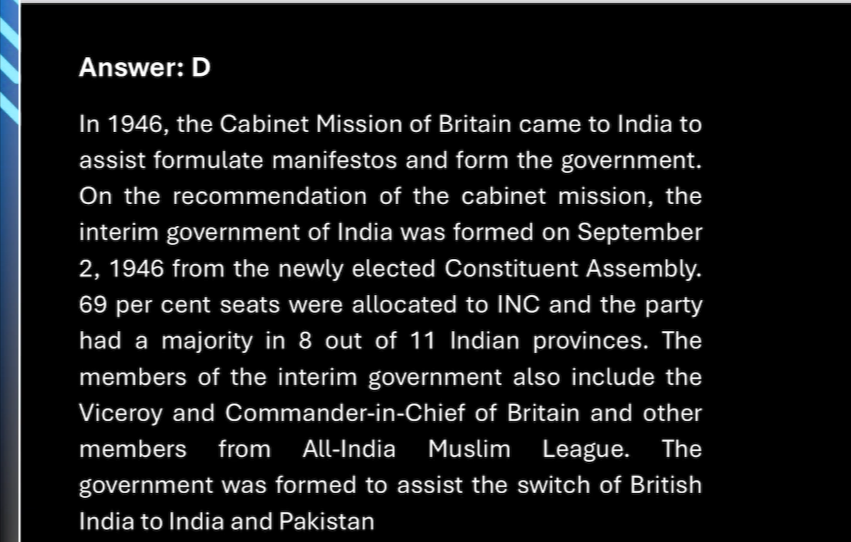 Answer: D
In 1946, the Cabinet Mission of Britain came to India to
assist formulate manifestos and form the government.
On the recommendation of the cabinet mission, the
interim government of India was formed on September
2, 1946 from the newly elected Constituent Assembly.
69 per cent seats were allocated to INC and the party
had a majority in 8 out of 11 Indian provinces. The
members of the interim government also include the
Viceroy and Commander-in-Chief of Britain and other
members from All-India Muslim League. The
government was formed to assist the switch of British
India to India and Pakistan